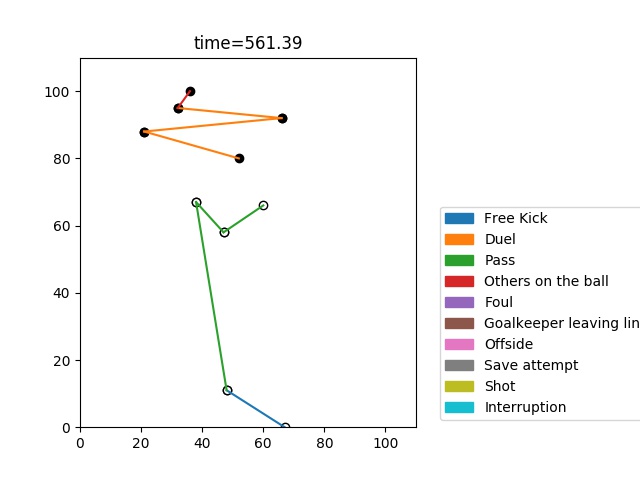 time=561.39
100
80
60
40
20
0
0 20 40 60 80 100
Free Kick
Duel
Pass
Others on the ball
Foul
Goalkeeper leaving lin
Offside
Save attempt
Shot
Interruption